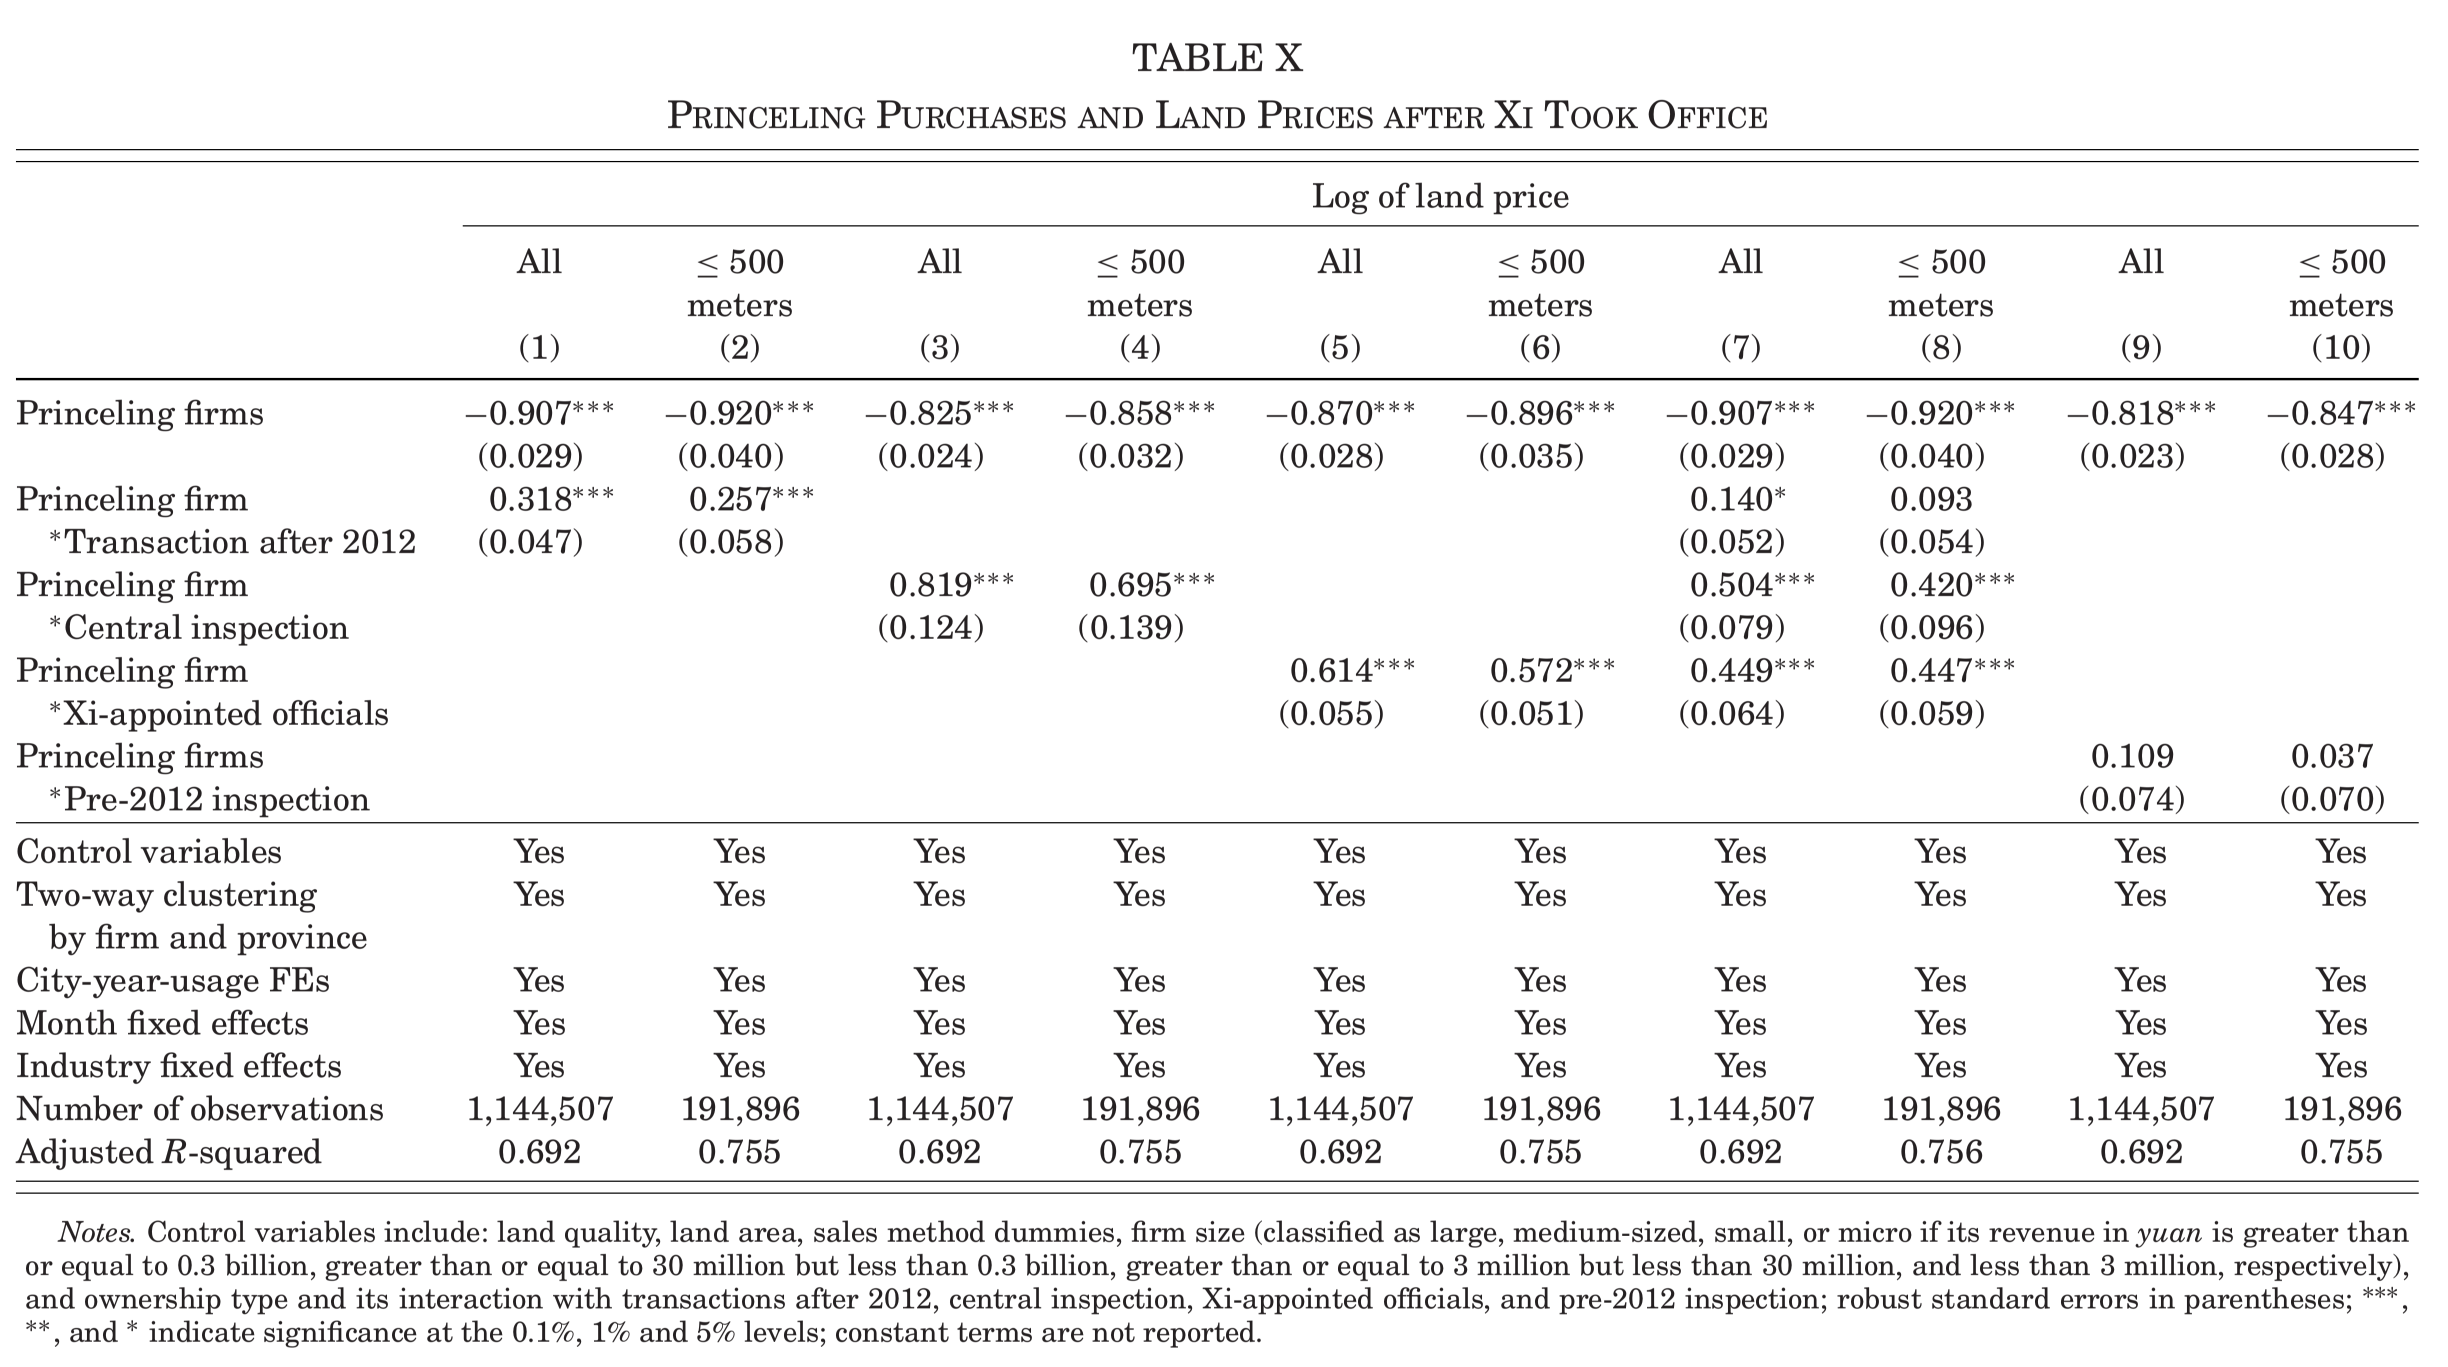 TABLE X
PRINCELING PURCHASES AND LAND PRICES AFTER XI TOOK OFFICE
Log of land price
All ≤ 500 All ≤ 500 All ≤ 500 All ≤ 500 All ≤ 500
meters meters meters meters meters
(1) (2) (3) (4) (5) (6) (7) (8) (9) (10)
Princeling firms −0.907*** −0.920*** −0.825*** −0.858*** −0.870*** −0.896*** −0.907*** −0.920*** −0.818*** −0.847***
(0.029) (0.040) (0.024) (0.032) (0.028) (0.035) (0.029) (0.040) (0.023) (0.028)
Princeling firm 0.318*** 0.257*** 0.140* 0.093
*Transaction after 2012 (0.047) (0.058) (0.052) (0.054)
Princeling firm 0.819*** 0.695*** 0.504*** 0.420***
*Central inspection (0.124) (0.139) (0.079) (0.096)
Princeling firm 0.614*** 0.572*** 0.449*** 0.447***
*Xi-appointed officials (0.055) (0.051) (0.064) (0.059)
Princeling firms 0.109 0.037
*Pre-2012 inspection (0.074) (0.070)
Control variables Yes Yes Yes Yes Yes Yes Yes Yes Yes Yes
Two-way clustering Yes Yes Yes Yes Yes Yes Yes Yes Yes Yes
by firm and province
City-year-usage FEs Yes Yes Yes Yes Yes Yes Yes Yes Yes Yes
Month fixed effects Yes Yes Yes Yes Yes Yes Yes Yes Yes Yes
Industry fixed effects Yes Yes Yes Yes Yes Yes Yes Yes Yes Yes
Number of observations 1,144,507 191,896 1,144,507 191,896 1,144,507 191,896 1,144,507 191,896 1,144,507 191,896
Adjusted R-squared 0.692 0.755 0.692 0.755 0.692 0.755 0.692 0.756 0.692 0.755
Notes. Control variables include: land quality, land area, sales method dummies, firm size (classified as large, medium-sized, small, or micro if its revenue in yuan is greater than
or equal to 0.3 billion, greater than or equal to 30 million but less than 0.3 billion, greater than or equal to 3 million but less than 30 million, and less than 3 million, respectively),
and ownership type and its interaction with transactions after 2012, central inspection, Xi-appointed officials, and pre-2012 inspection; robust standard errors in parentheses; ***,
**, and * indicate significance at the 0.1%, 1% and 5% levels; constant terms are not reported.